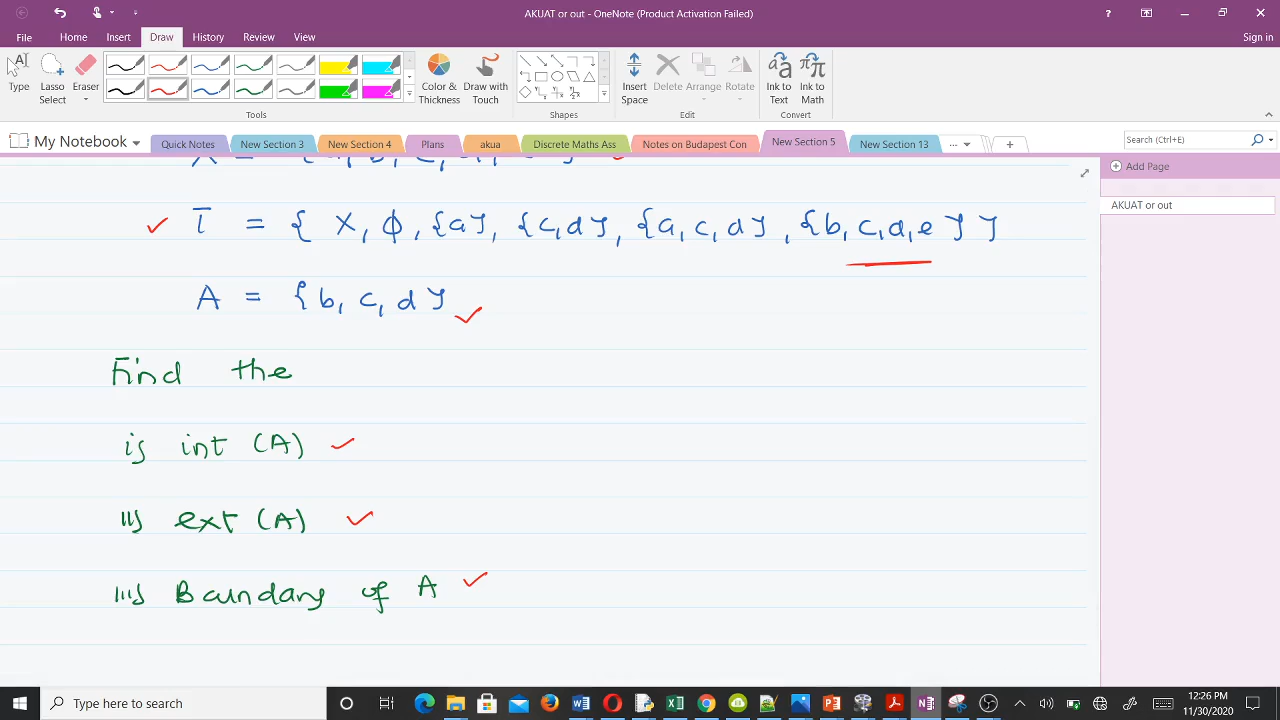 AKUAT or out - OneNote (Product Activation Failed)
File Home Insert Draw History Review View Sign in
Type Lasso Select Eraser Color & Thickness Draw with Touch Insert Space Delete Arrange Rotate Ink to Text Ink to Math
Tools Shapes Edit Convert
My Notebook Quick Notes New Section 3 New Section 4 Plans akua Discrete Maths Ass Notes on Budapest Con New Section 5 New Section 13 ... Search (Ctrl+E)
Add Page
AKUAT or out
τ = { X, φ, {a}, {c,d}, {a, c, d}, {b, c, d, e} }
A = {b, c, d}
Find the
i) int (A)
ii) ext (A)
iii) Boundary of A
Type here to search
12:26 PM
11/30/2020